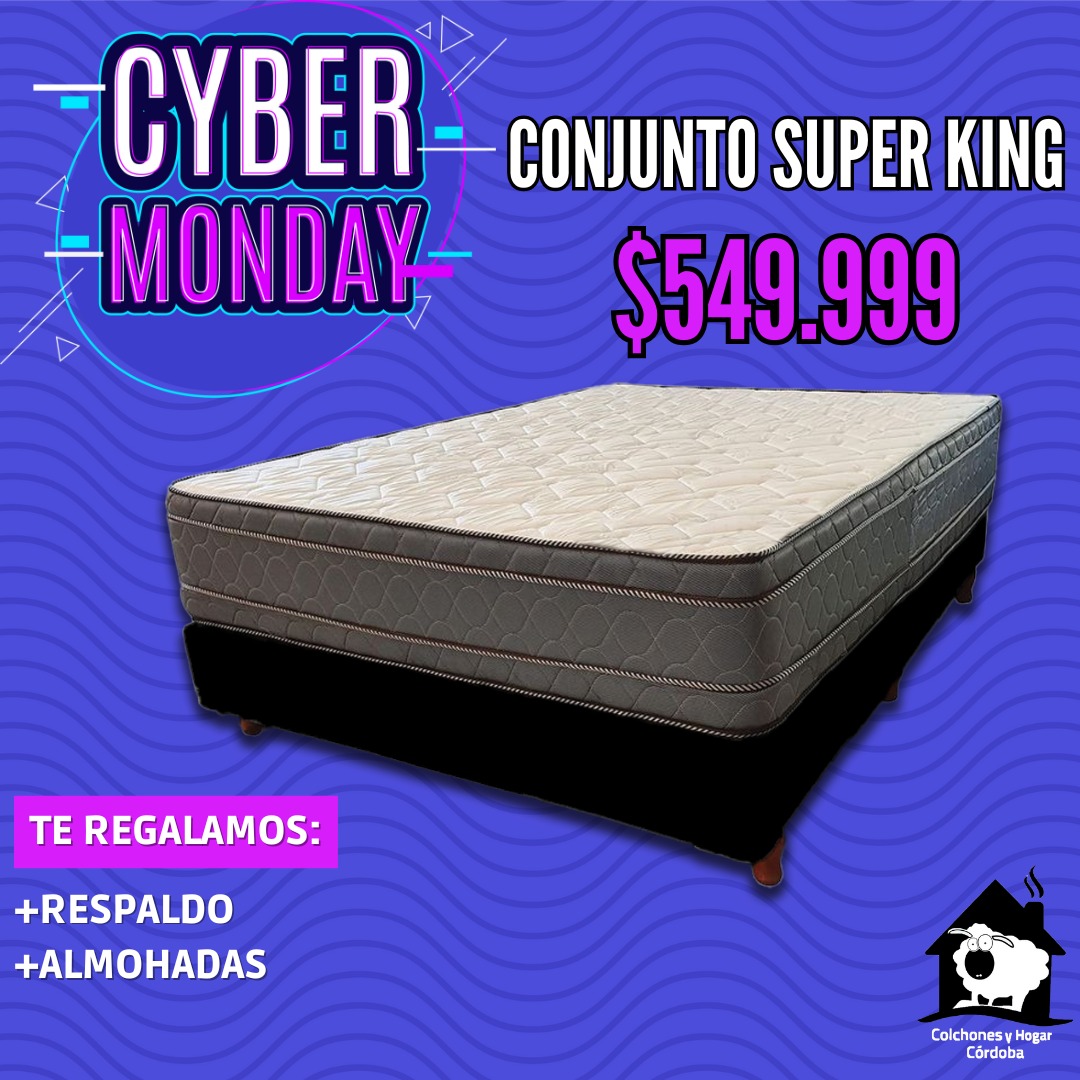 CYBER
MONDAY
CONJUNTO SUPER KING
$549.999
TE REGALAMOS:
+RESPALDO
+ALMOHADAS
Colchones y Hogar
Córdoba